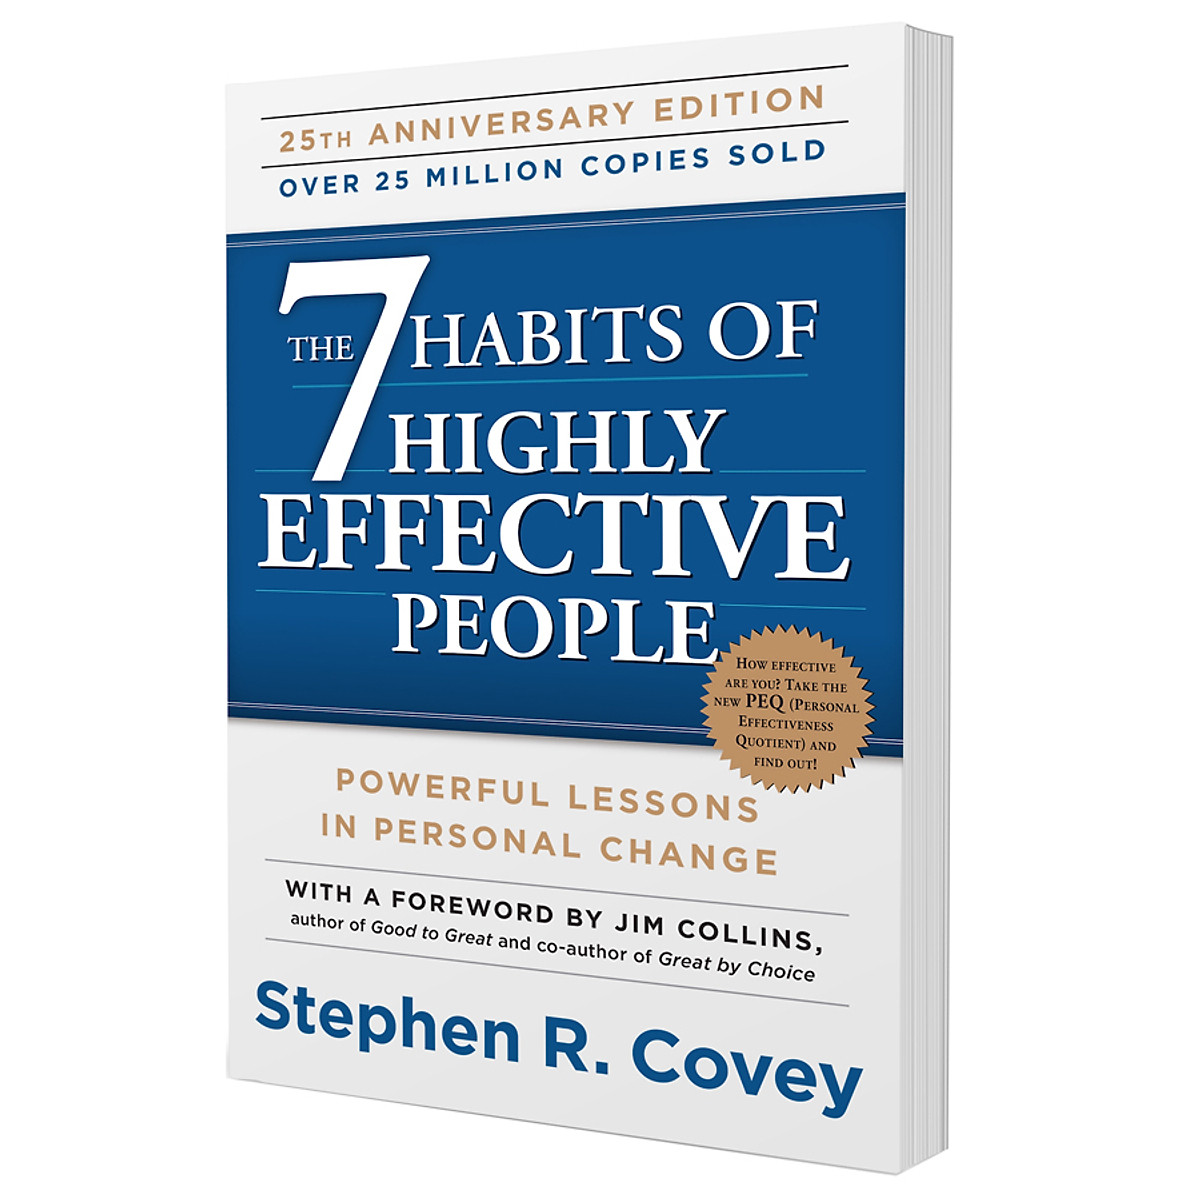 25TH ANNIVERSARY EDITION
OVER 25 MILLION COPIES SOLD
THE 7 HABITS OF
HIGHLY
EFFECTIVE
PEOPLE
HOW EFFECTIVE
ARE YOU? TAKE THE
NEW PEQ (PERSONAL
EFFECTIVENESS
QUOTIENT) AND
FIND OUT!
POWERFUL LESSONS
IN PERSONAL CHANGE
WITH A FOREWORD BY JIM COLLINS,
author of Good to Great and co-author of Great by Choice
Stephen R. Covey